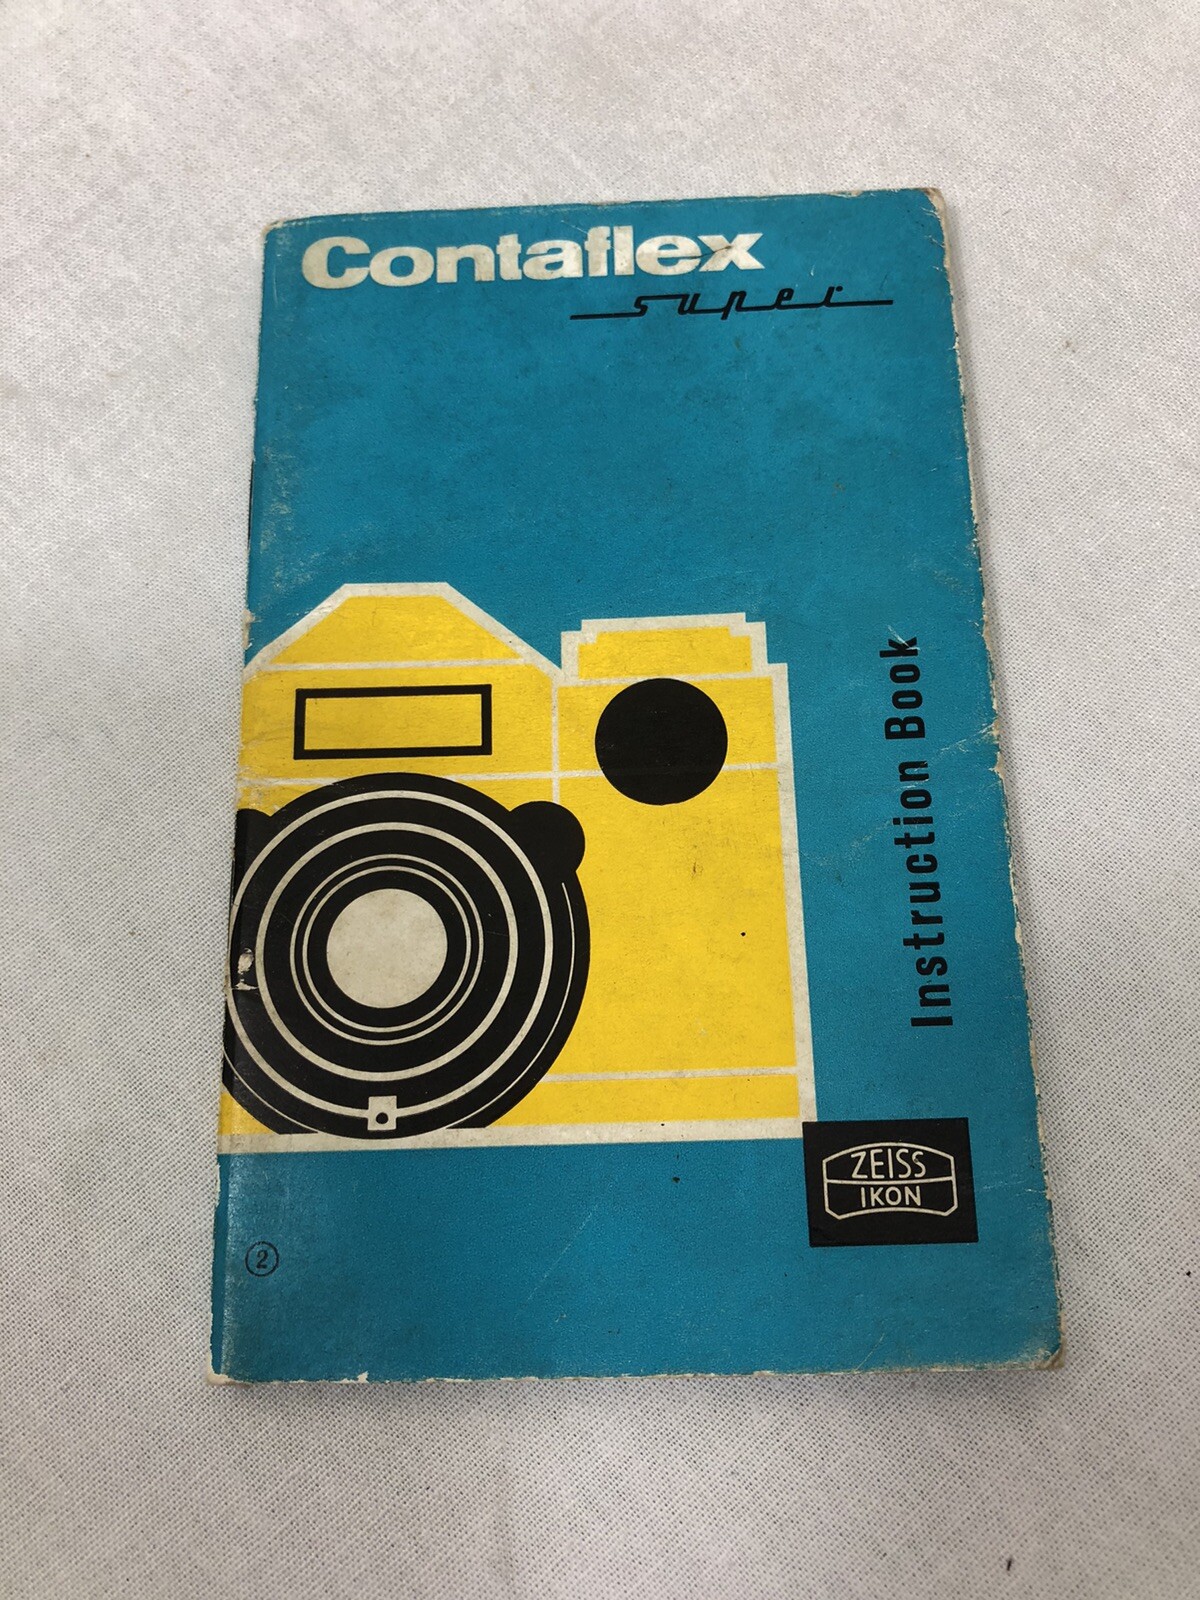 Contaflex
super
Instruction Book
ZEISS
IKON
2